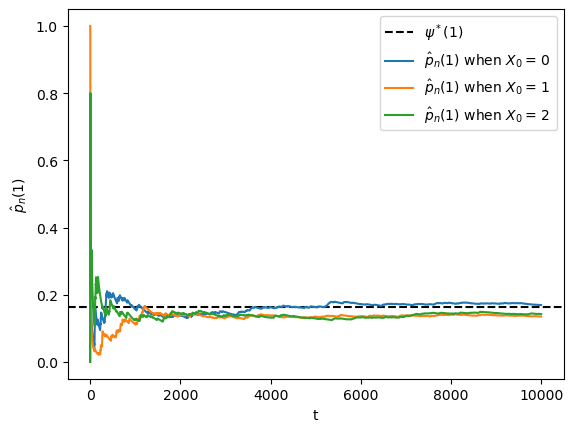 ψ*(1)
p̂ₙ(1) when X₀ = 0
p̂ₙ(1) when X₀ = 1
p̂ₙ(1) when X₀ = 2
1.0
0.8
0.6
0.4
0.2
0.0
p̂ₙ(1)
0 2000 4000 6000 8000 10000
t